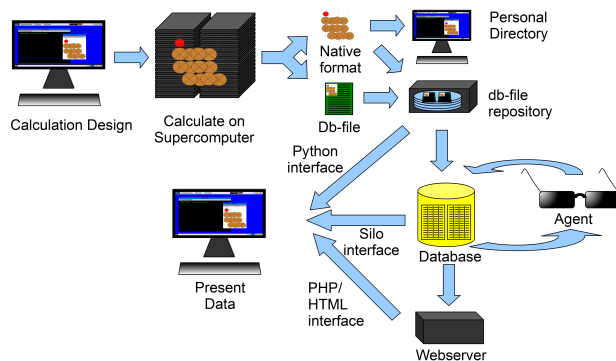 Personal
Directory
Native
format
Calculation Design
Calculate on
Supercomputer
Db-file
db-file
repository
Python
interface
Agent
Silo
interface
Database
Present
Data
PHP/
HTML
interface
Webserver